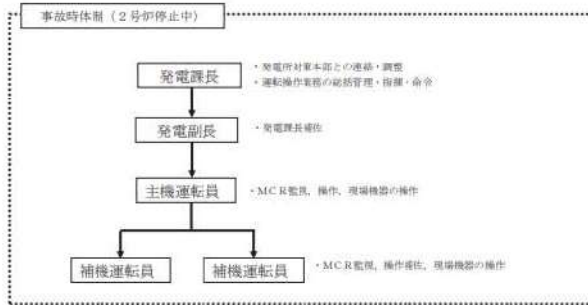 事故時体制(2号炉停止中)
発電課長
・発電所対策本部との連絡・調整
・運転操作業務の総括管理・指揮・命令
発電副長
・発電課長補佐
主機運転員
・MCR監視,操作,現場機器の操作
補機運転員
補機運転員
・MCR監視,操作補佐,現場機器の操作